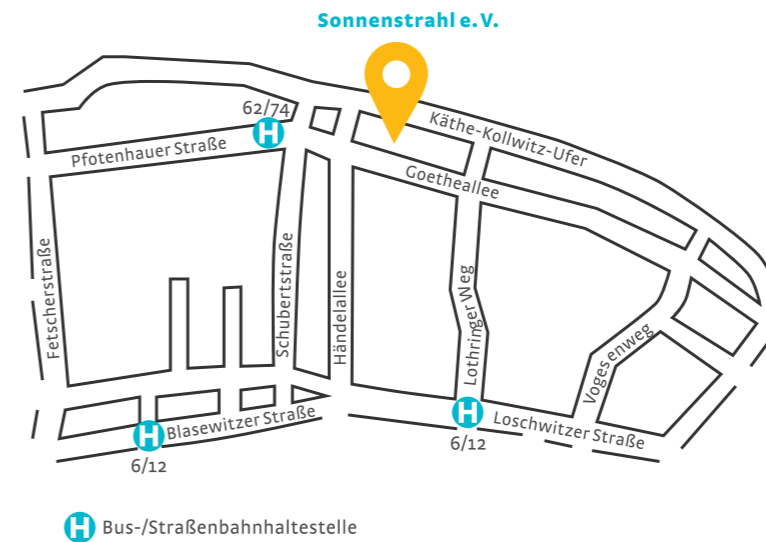 Sonnenstrahl e. V.
62/74
H
Käthe-Kollwitz-Ufer
Pfotenhauer Straße
Goetheallee
Fetscherstraße
Schubertstraße
Händelallee
Lothringer Weg
Vogesenweg
H
Loschwitzer Straße
6/12
H
Blasewitzer Straße
6/12
H Bus-/Straßenbahnhaltestelle